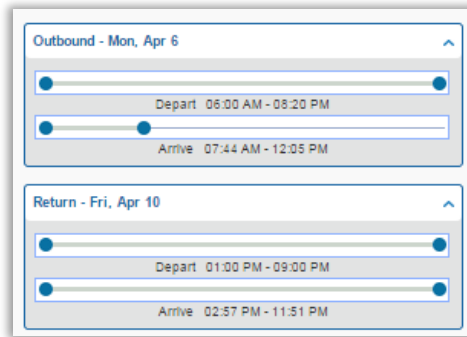 Outbound - Mon, Apr 6
Depart 06:00 AM - 08:20 PM
Arrive 07:44 AM - 12:05 PM
Return - Fri, Apr 10
Depart 01:00 PM - 09:00 PM
Arrive 02:57 PM - 11:51 PM